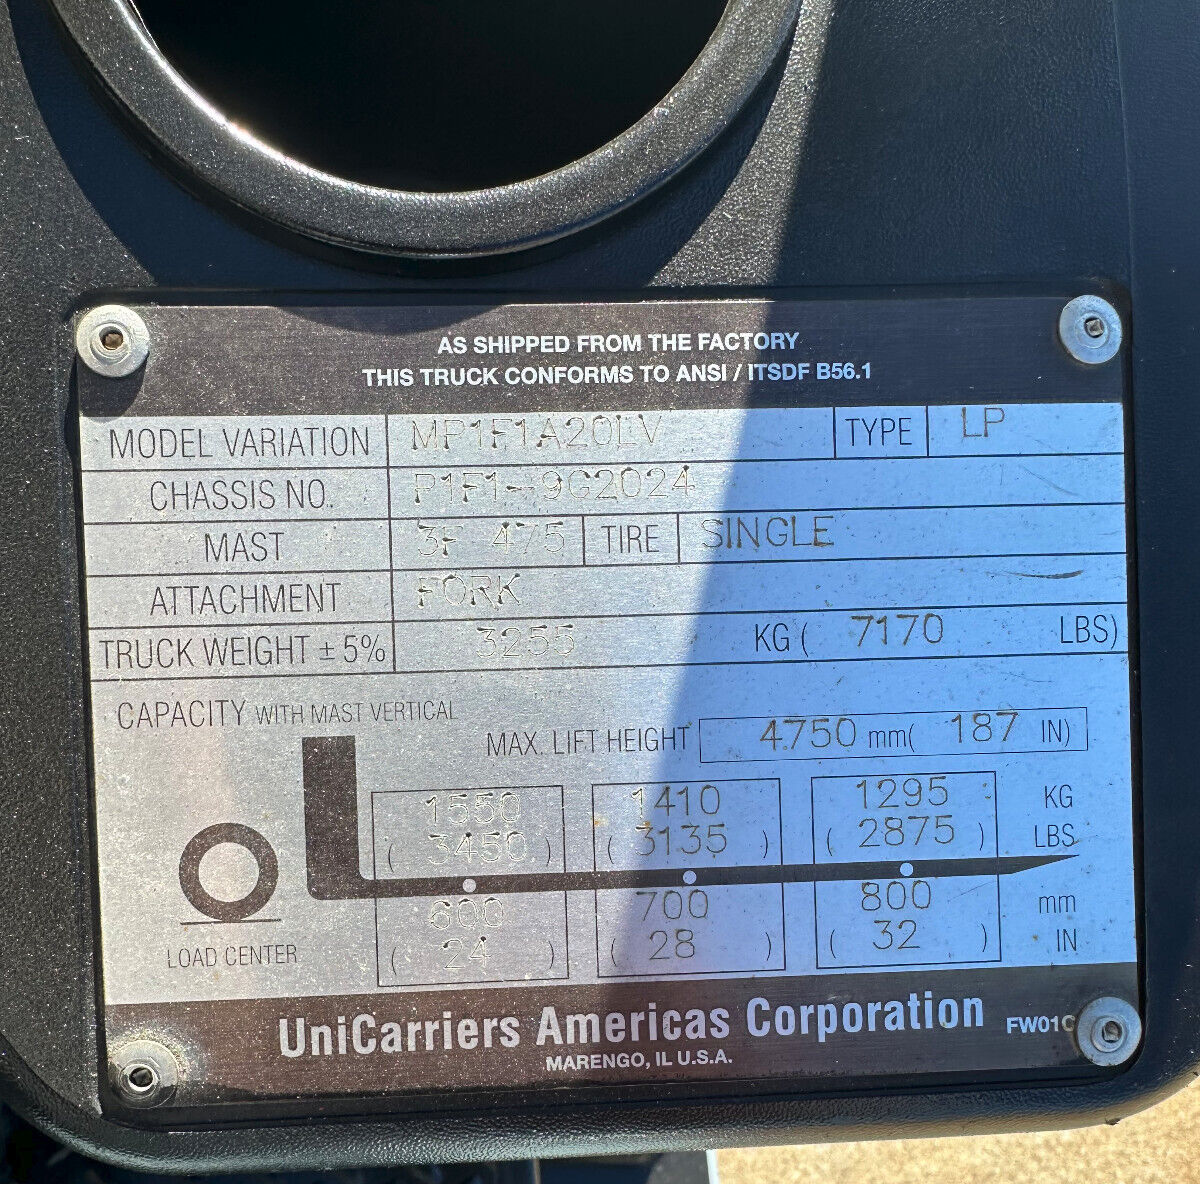 AS SHIPPED FROM THE FACTORY
THIS TRUCK CONFORMS TO ANSI / ITSDF B56.1
MODEL VARIATION MP1F1A20LV TYPE LP
CHASSIS NO. P1F1-9G2024
MAST 3F 475 TIRE SINGLE
ATTACHMENT FORK
TRUCK WEIGHT ± 5% 3255 KG ( 7170 LBS)
CAPACITY WITH MAST VERTICAL
MAX. LIFT HEIGHT 4750 mm( 187 IN)
1550 1410 1295 KG
( 3450 ) ( 3135 ) ( 2875 ) LBS
600 700 800 mm
LOAD CENTER ( 24 ) ( 28 ) ( 32 ) IN
UniCarriers Americas Corporation
MARENGO, IL U.S.A.